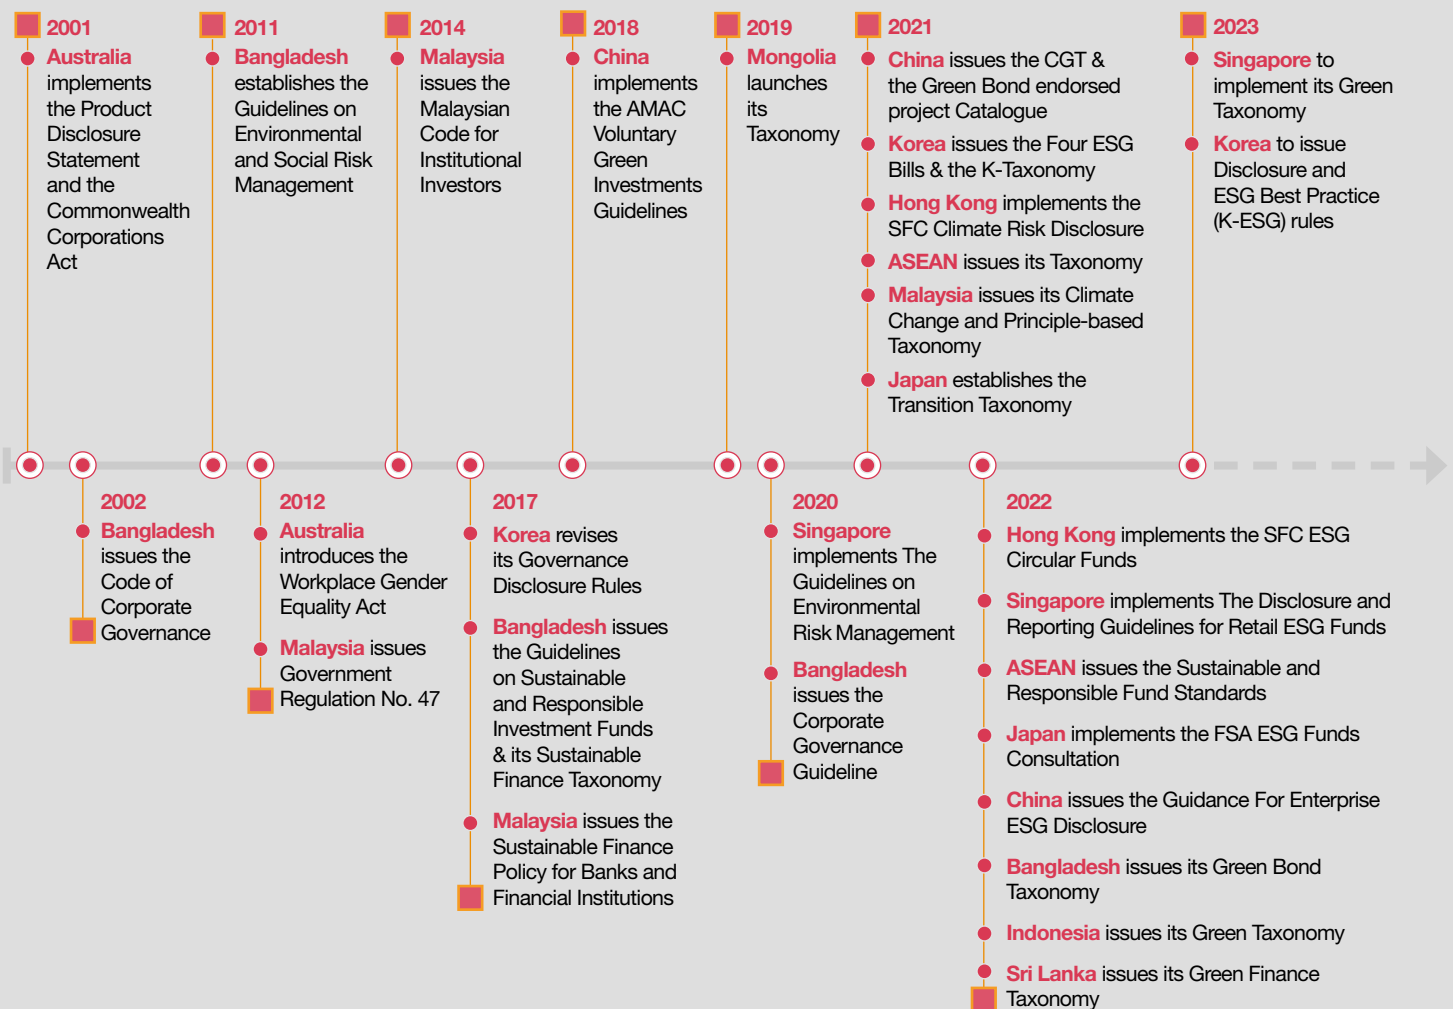 2001
Australia
implements
the Product
Disclosure
Statement
and the
Commonwealth
Corporations
Act
2011
Bangladesh
establishes the
Guidelines on
Environmental
and Social Risk
Management
2014
Malaysia
issues the
Malaysian
Code for
Institutional
Investors
2018
China
implements
the AMAC
Voluntary
Green
Investments
Guidelines
2019
Mongolia
launches
its
Taxonomy
2021
China issues the CGT &
the Green Bond endorsed
project Catalogue
Korea issues the Four ESG
Bills & the K-Taxonomy
Hong Kong implements the
SFC Climate Risk Disclosure
ASEAN issues its Taxonomy
Malaysia issues its Climate
Change and Principle-based
Taxonomy
Japan establishes the
Transition Taxonomy
2023
Singapore to
implement its Green
Taxonomy
Korea to issue
Disclosure and
ESG Best Practice
(K-ESG) rules
2002
Bangladesh
issues the
Code of
Corporate
Governance
2012
Australia
introduces the
Workplace Gender
Equality Act
Malaysia issues
Government
Regulation No. 47
2017
Korea revises
its Governance
Disclosure Rules
Bangladesh issues
the Guidelines
on Sustainable
and Responsible
Investment Funds
& its Sustainable
Finance Taxonomy
Malaysia issues the
Sustainable Finance
Policy for Banks and
Financial Institutions
2020
Singapore
implements The
Guidelines on
Environmental
Risk Management
Bangladesh
issues the
Corporate
Governance
Guideline
2022
Hong Kong implements the SFC ESG
Circular Funds
Singapore implements The Disclosure and
Reporting Guidelines for Retail ESG Funds
ASEAN issues the Sustainable and
Responsible Fund Standards
Japan implements the FSA ESG Funds
Consultation
China issues the Guidance For Enterprise
ESG Disclosure
Bangladesh issues its Green Bond
Taxonomy
Indonesia issues its Green Taxonomy
Sri Lanka issues its Green Finance
Taxonomy